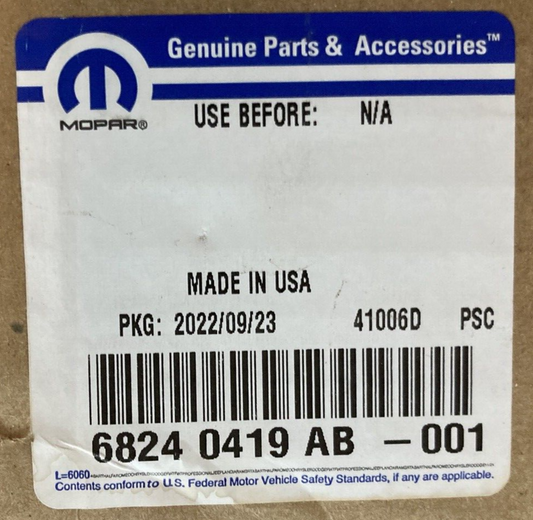 Genuine Parts & Accessories™
MOPAR®
USE BEFORE: N/A
MADE IN USA
PKG: 2022/09/23 41006D PSC
6824 0419 AB -001
L=6060
Contents conform to U.S. Federal Motor Vehicle Safety Standards, if any are applicable.